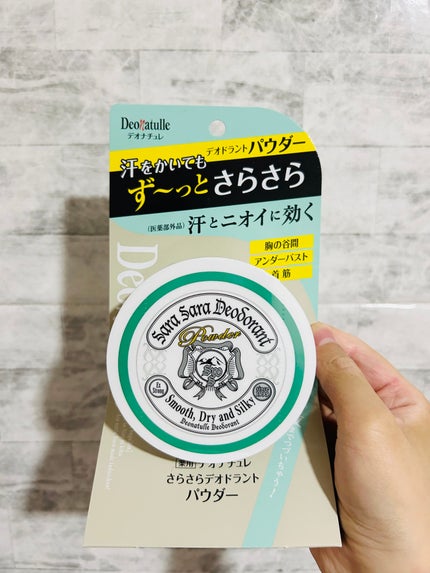 Deonatulle
デオナチュレ
デオドラントパウダー
汗をかいても
ず〜っとさらさら
(医薬部外品) 汗とニオイに効く
胸の谷間
アンダーバスト
首筋
Sara Sara Deodorant
Powder
Ex Strong
Smooth, Dry and Silky
Deonatulle Deodorant
薬用デオナチュレ
さらさらデオドラント
パウダー